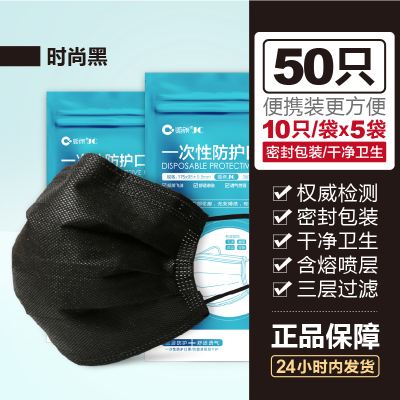 时尚黑
50只
便携装更方便
10只/袋x5袋
密封包装/干净卫生
一次性防护口
DISPOSABLE PROTECTIVE
权威检测
密封包装
干净卫生
含熔喷层
三层过滤
正品保障
24小时内发货